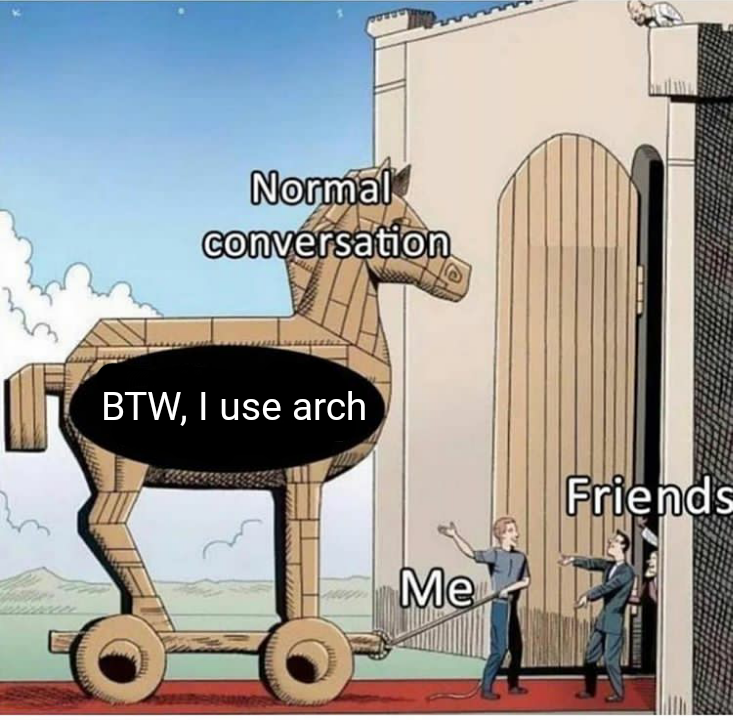 Normal
conversation
BTW, I use arch
Friends
Me